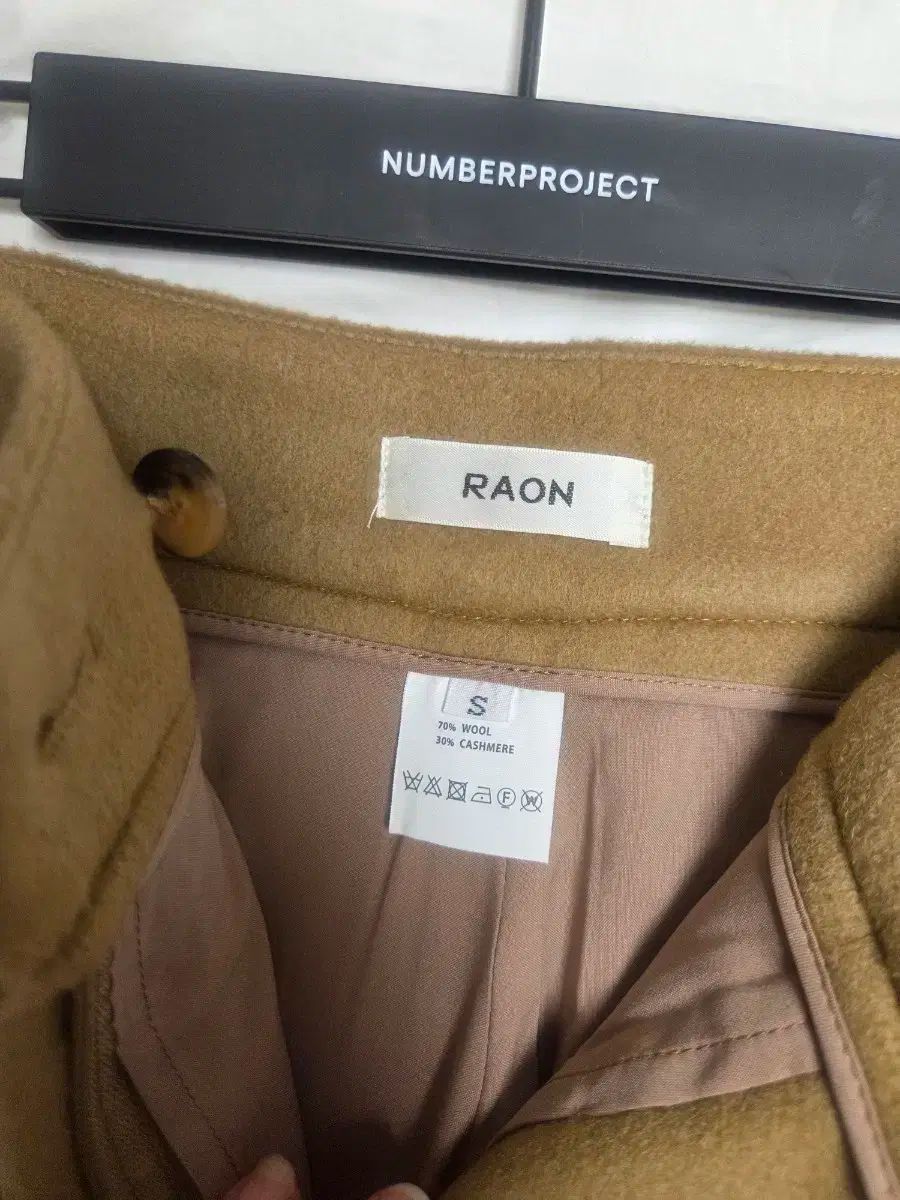 NUMBERPROJECT
RAON
S
70% WOOL
30% CASHMERE
F W